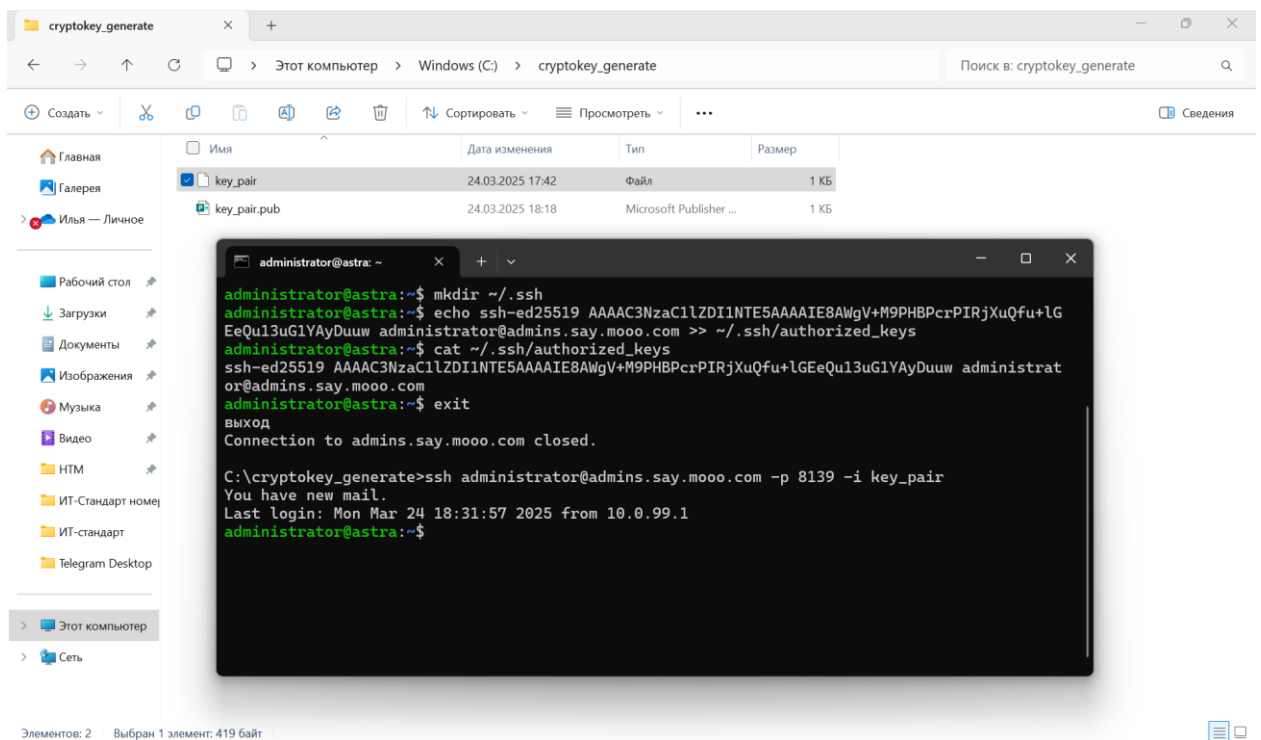 cryptokey_generate
Этот компьютер > Windows (C:) > cryptokey_generate
Поиск в: cryptokey_generate
Создать
Сортировать
Просмотреть
Сведения
Имя
Дата изменения
Тип
Размер
key_pair
24.03.2025 17:42
Файл
1 КБ
key_pair.pub
24.03.2025 18:18
Microsoft Publisher ...
1 КБ
Главная
Галерея
Илья — Личное
Рабочий стол
Загрузки
Документы
Изображения
Музыка
Видео
НТМ
ИТ-Стандарт номер
ИТ-стандарт
Telegram Desktop
Этот компьютер
Сеть
administrator@astra: ~
administrator@astra:~$ mkdir ~/.ssh
administrator@astra:~$ echo ssh-ed25519 AAAAC3NzaC1lZDI1NTE5AAAAIE8AWgV+M9PHBPcrPIRjXuQfu+lG
EeQu13uG1YAyDuuw administrator@admins.say.mooo.com >> ~/.ssh/authorized_keys
administrator@astra:~$ cat ~/.ssh/authorized_keys
ssh-ed25519 AAAAC3NzaC1lZDI1NTE5AAAAIE8AWgV+M9PHBPcrPIRjXuQfu+lGEeQu13uG1YAyDuuw administrat
or@admins.say.mooo.com
administrator@astra:~$ exit
выход
Connection to admins.say.mooo.com closed.
C:\cryptokey_generate>ssh administrator@admins.say.mooo.com -p 8139 -i key_pair
You have new mail.
Last login: Mon Mar 24 18:31:57 2025 from 10.0.99.1
administrator@astra:~$
Элементов: 2
Выбран 1 элемент: 419 байт